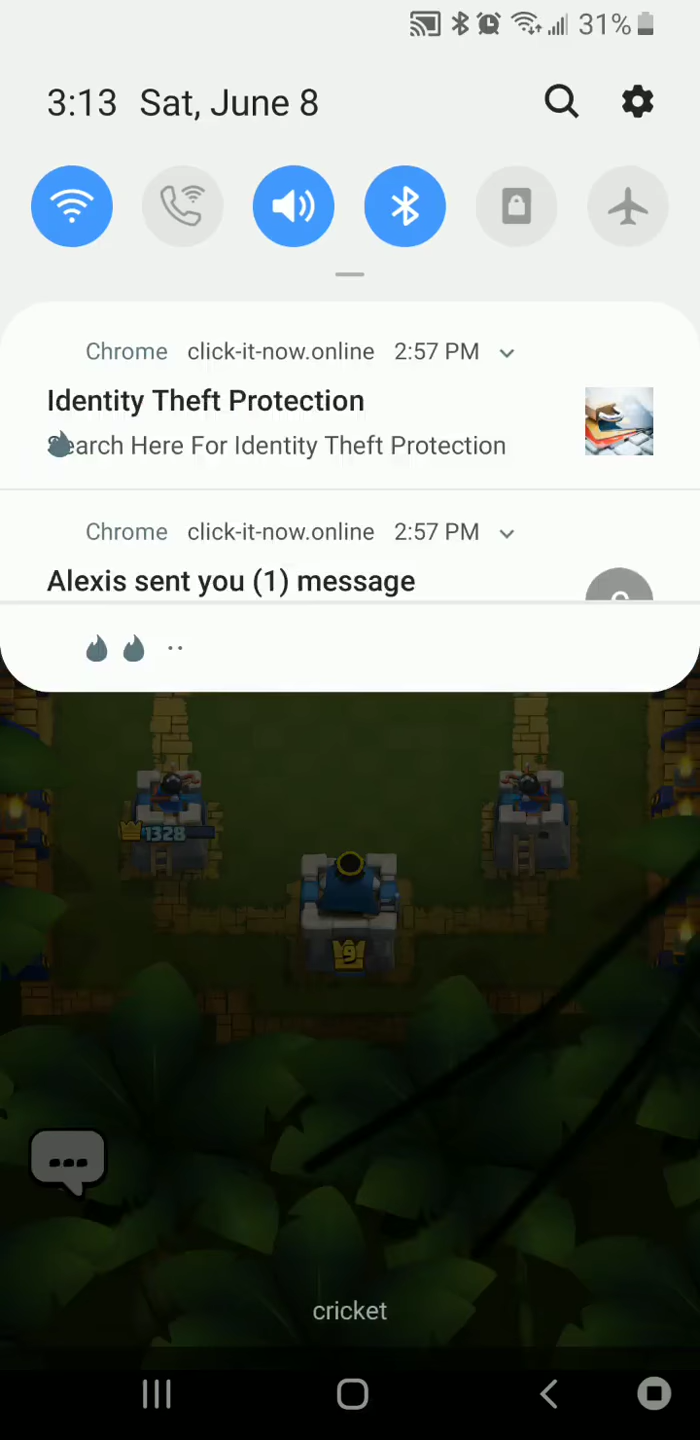 31%
3:13 Sat, June 8
Chrome click-it-now.online 2:57 PM
Identity Theft Protection
Search Here For Identity Theft Protection
Chrome click-it-now.online 2:57 PM
Alexis sent you (1) message
1328
9
cricket